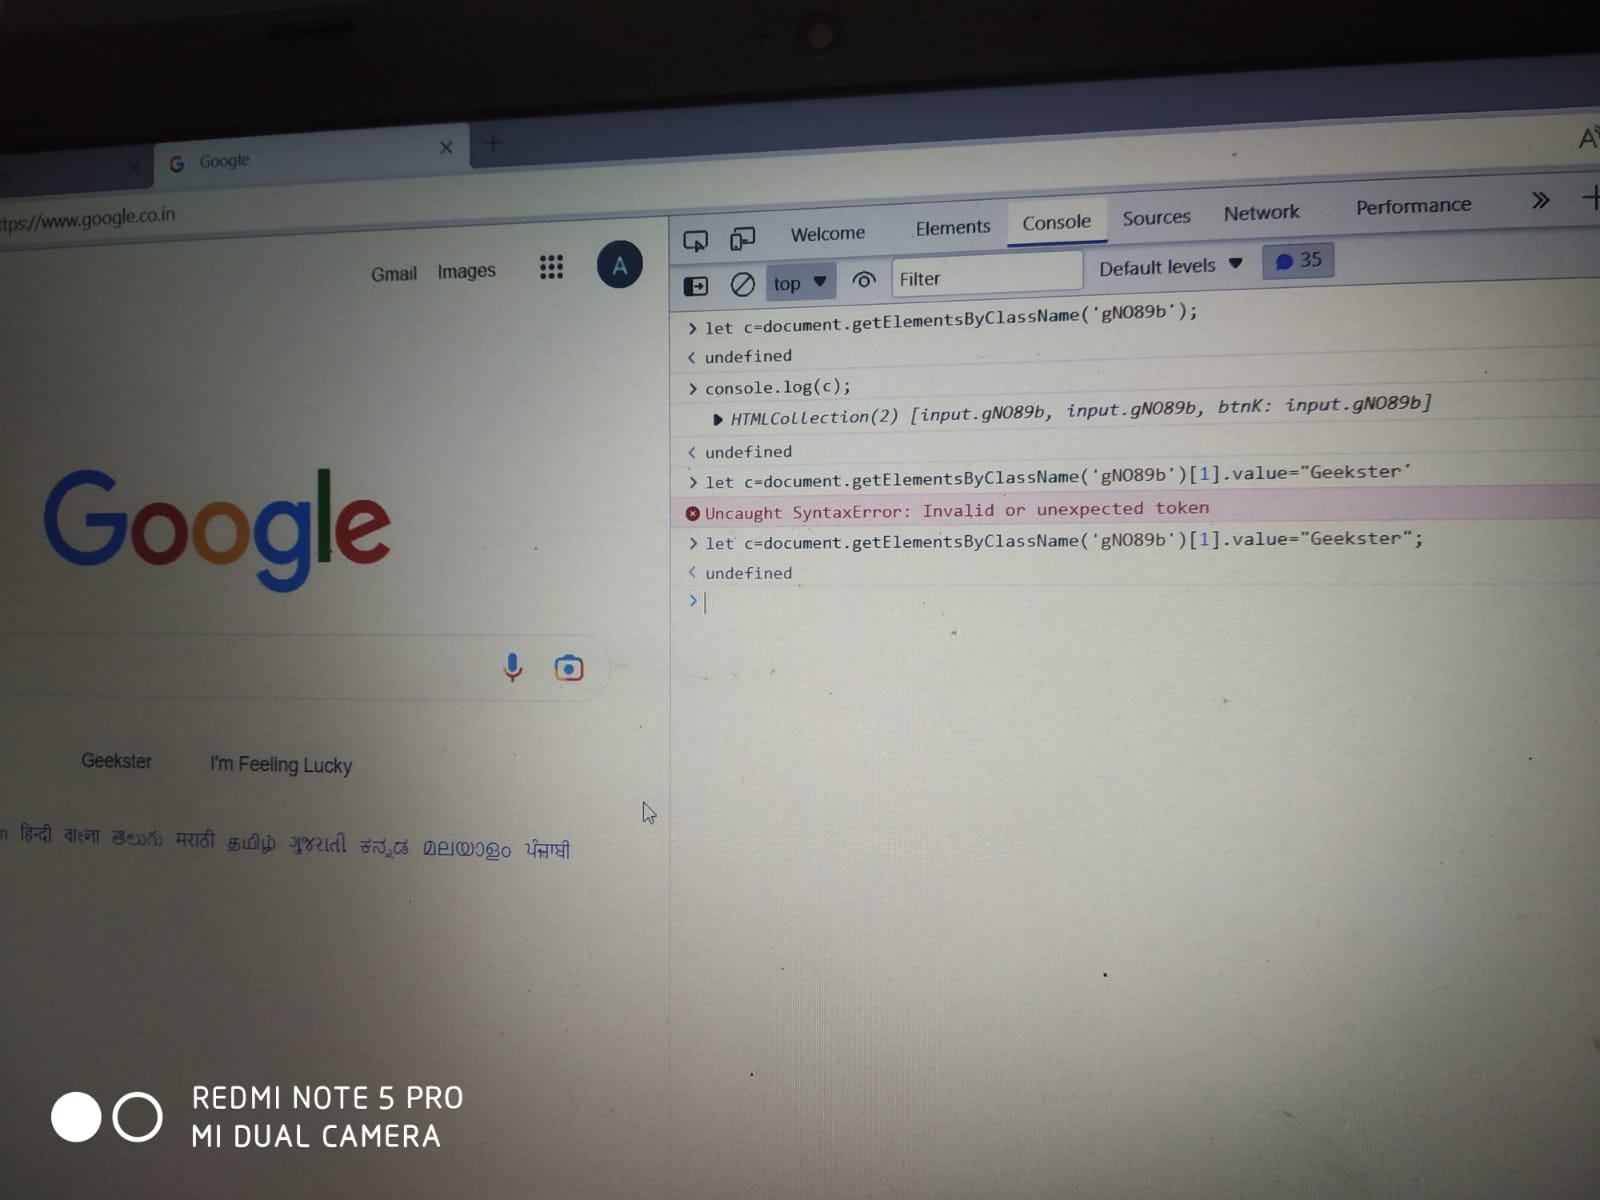 Google
ttps://www.google.co.in
Gmail Images A
Google
Geekster I'm Feeling Lucky
हिन्दी বাংলা తెలుగు मराठी தமிழ் ગુજરાતી ಕನ್ನಡ മലയാളം ਪੰਜਾਬੀ
Welcome Elements Console Sources Network Performance
top Filter Default levels 35
let c=document.getElementsByClassName('gNO89b');
undefined
console.log(c);
HTMLCollection(2) [input.gNO89b, input.gNO89b, btnK: input.gNO89b]
undefined
let c=document.getElementsByClassName('gNO89b')[1].value="Geekster'
Uncaught SyntaxError: Invalid or unexpected token
let c=document.getElementsByClassName('gNO89b')[1].value="Geekster";
undefined
REDMI NOTE 5 PRO
MI DUAL CAMERA